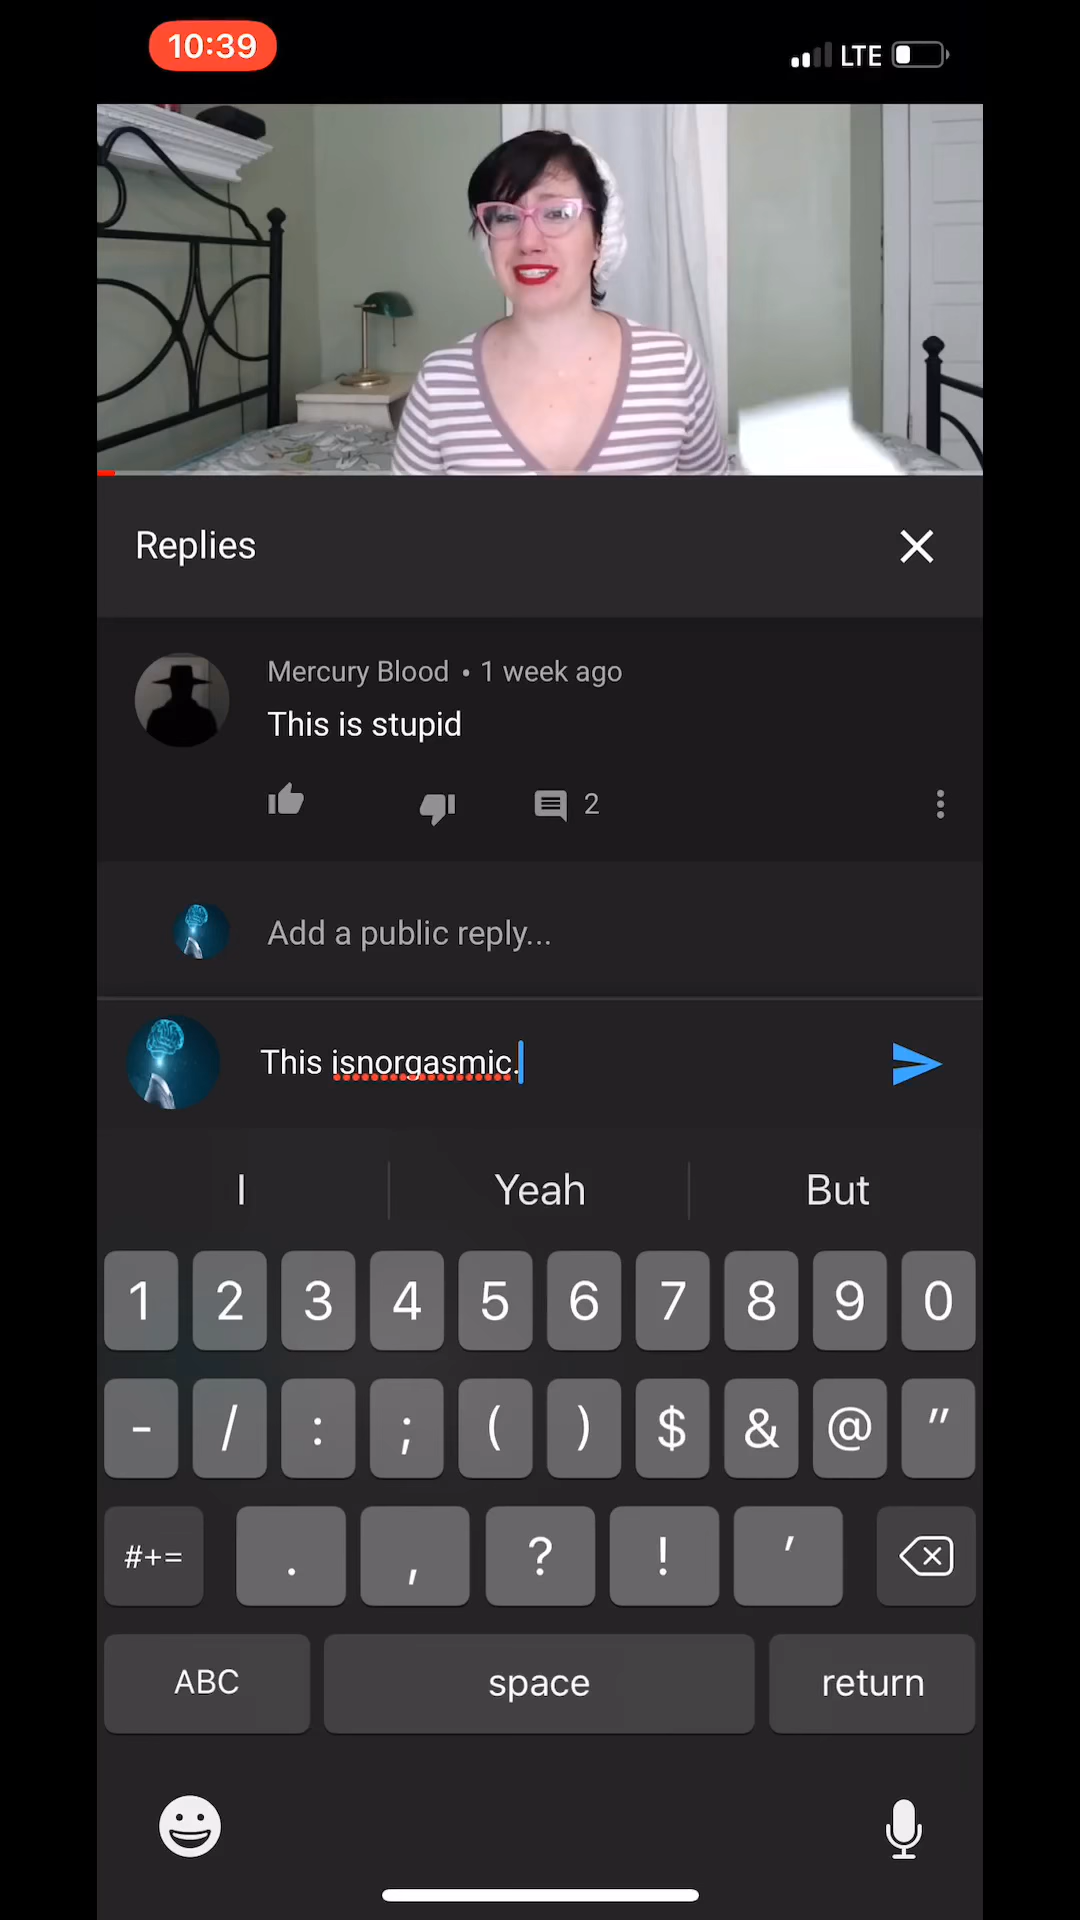 10:39 LTE
Replies
Mercury Blood • 1 week ago
This is stupid
2
Add a public reply...
This isnorgasmic.
I Yeah But
1 2 3 4 5 6 7 8 9 0
- / : ; ( ) $ & @ "
#+= . , ? ! '
ABC space return